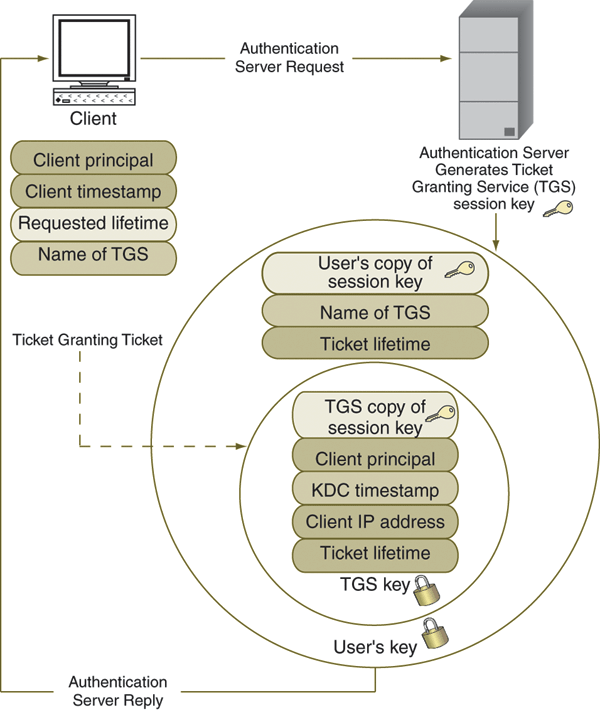 Authentication
Server Request
Client
Client principal
Client timestamp
Requested lifetime
Name of TGS
Authentication Server
Generates Ticket
Granting Service (TGS)
session key
User's copy of
session key
Name of TGS
Ticket lifetime
Ticket Granting Ticket
TGS copy of
session key
Client principal
KDC timestamp
Client IP address
Ticket lifetime
TGS key
User's key
Authentication
Server Reply